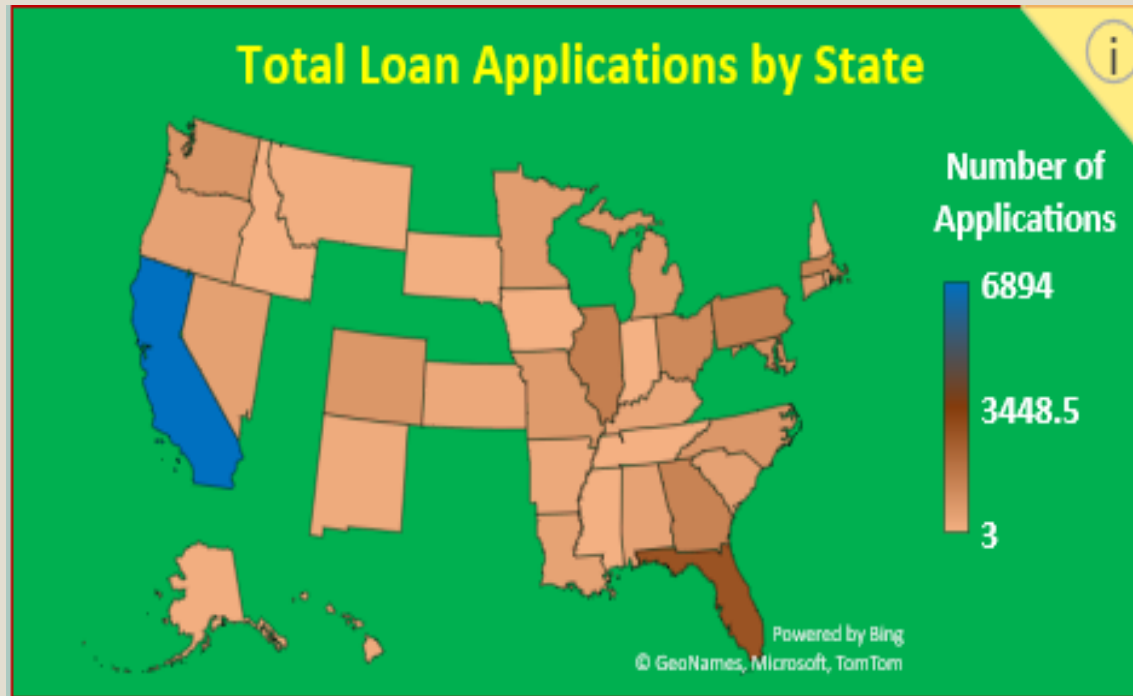 Total Loan Applications by State
i
Number of
Applications
6894
3448.5
3
Powered by Bing
© GeoNames, Microsoft, TomTom